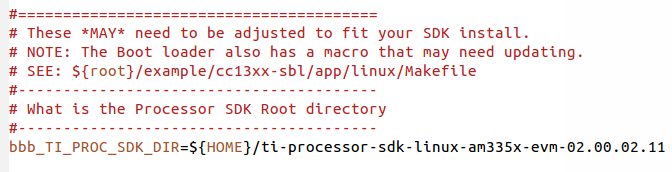 #========================================
# These *MAY* need to be adjusted to fit your SDK install.
# NOTE: The Boot loader also has a macro that may need updating.
# SEE: ${root}/example/cc13xx-sbl/app/linux/Makefile
#----------------------------------------
# What is the Processor SDK Root directory
#----------------------------------------
bbb_TI_PROC_SDK_DIR=${HOME}/ti-processor-sdk-linux-am335x-evm-02.00.02.11